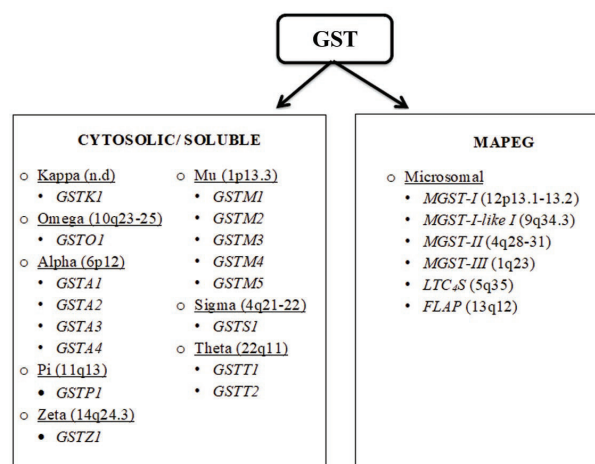 GST
CYTOSOLIC/ SOLUBLE
○ Kappa (n.d)
• GSTK1
○ Omega (10q23-25)
• GSTO1
○ Alpha (6p12)
• GSTA1
• GSTA2
• GSTA3
• GSTA4
○ Pi (11q13)
• GSTP1
○ Zeta (14q24.3)
• GSTZ1
○ Mu (1p13.3)
• GSTM1
• GSTM2
• GSTM3
• GSTM4
• GSTM5
○ Sigma (4q21-22)
• GSTS1
○ Theta (22q11)
• GSTT1
• GSTT2
MAPEG
○ Microsomal
• MGST-I (12p13.1-13.2)
• MGST-I-like I (9q34.3)
• MGST-II (4q28-31)
• MGST-III (1q23)
• LTC₄S (5q35)
• FLAP (13q12)